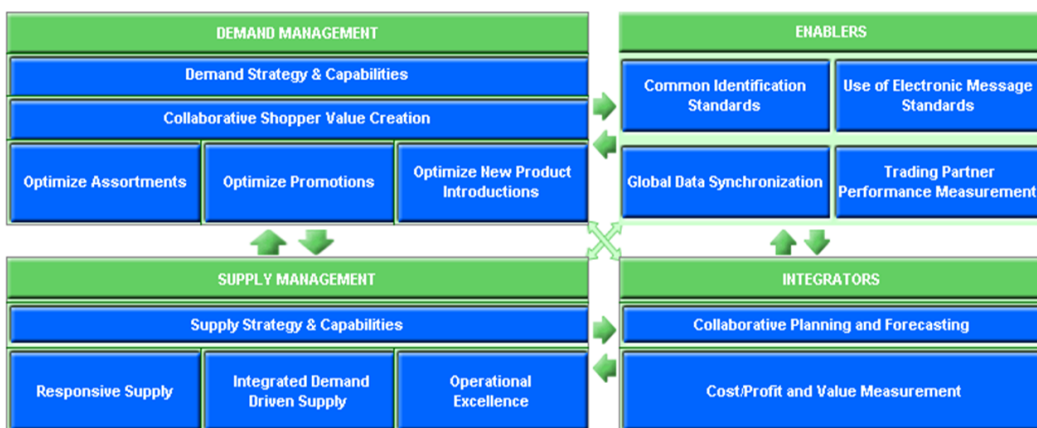 DEMAND MANAGEMENT
Demand Strategy & Capabilities
Collaborative Shopper Value Creation
Optimize Assortments
Optimize Promotions
Optimize New Product
Introductions
ENABLERS
Common Identification
Standards
Use of Electronic Message
Standards
Global Data Synchronization
Trading Partner
Performance Measurement
SUPPLY MANAGEMENT
Supply Strategy & Capabilities
Responsive Supply
Integrated Demand
Driven Supply
Operational
Excellence
INTEGRATORS
Collaborative Planning and Forecasting
Cost/Profit and Value Measurement